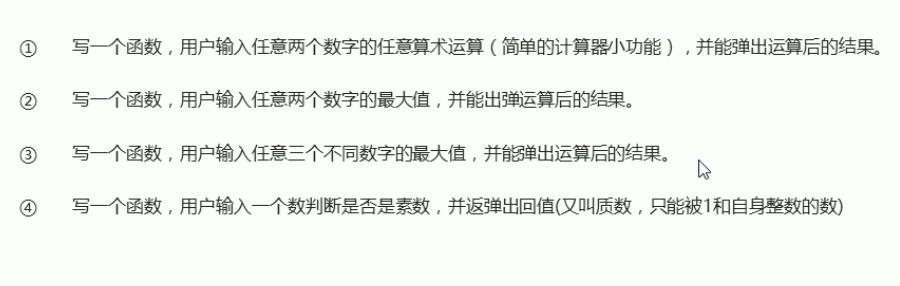 ① 写一个函数，用户输入任意两个数字的任意算术运算（简单的计算器小功能），并能弹出运算后的结果。
② 写一个函数，用户输入任意两个数字的最大值，并能出弹运算后的结果。
③ 写一个函数，用户输入任意三个不同数字的最大值，并能弹出运算后的结果。
④ 写一个函数，用户输入一个数判断是否是素数，并返弹出回值(又叫质数，只能被1和自身整数的数)